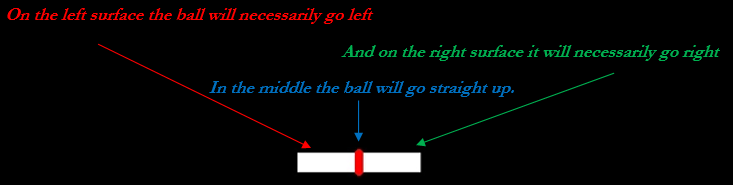 On the left surface the ball will necessarily go left
And on the right surface it will necessarily go right
In the middle the ball will go straight up.